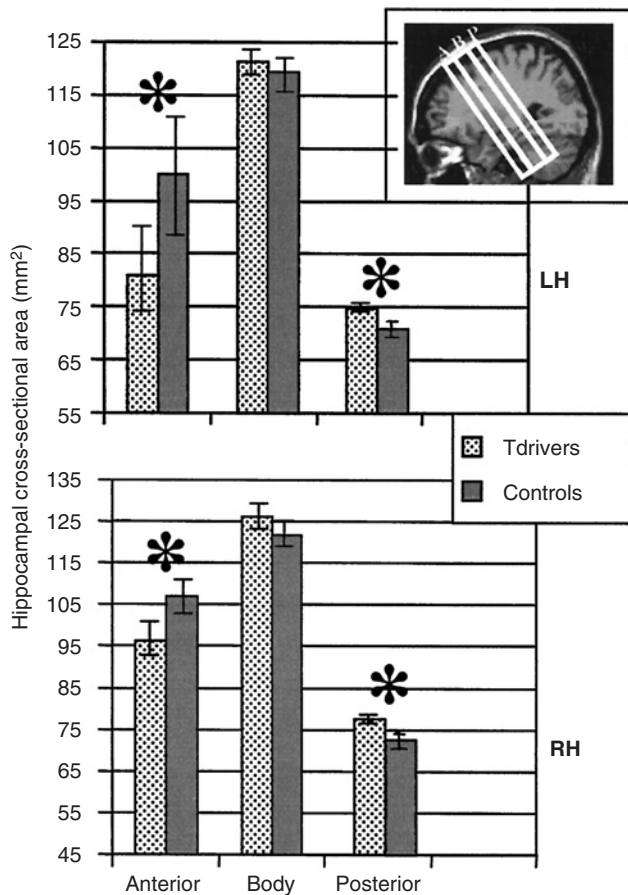 125
115
105
95
85
75
65
55
A B P
LH
Hippocampal cross-sectional area (mm²)
Tdrivers
Controls
135
125
115
105
95
85
75
65
55
45
RH
Anterior Body Posterior